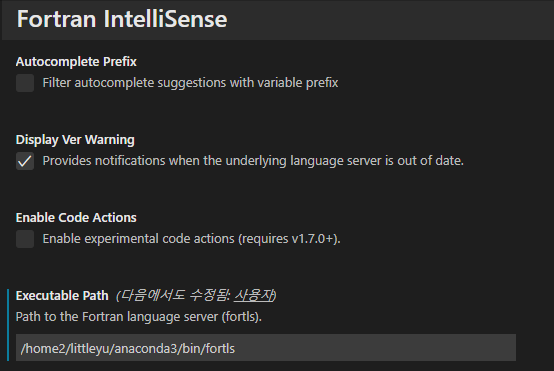 Fortran IntelliSense
Autocomplete Prefix
Filter autocomplete suggestions with variable prefix
Display Ver Warning
Provides notifications when the underlying language server is out of date.
Enable Code Actions
Enable experimental code actions (requires v1.7.0+).
Executable Path (다음에서도 수정됨: 사용자)
Path to the Fortran language server (fortls).
/home2/littleyu/anaconda3/bin/fortls